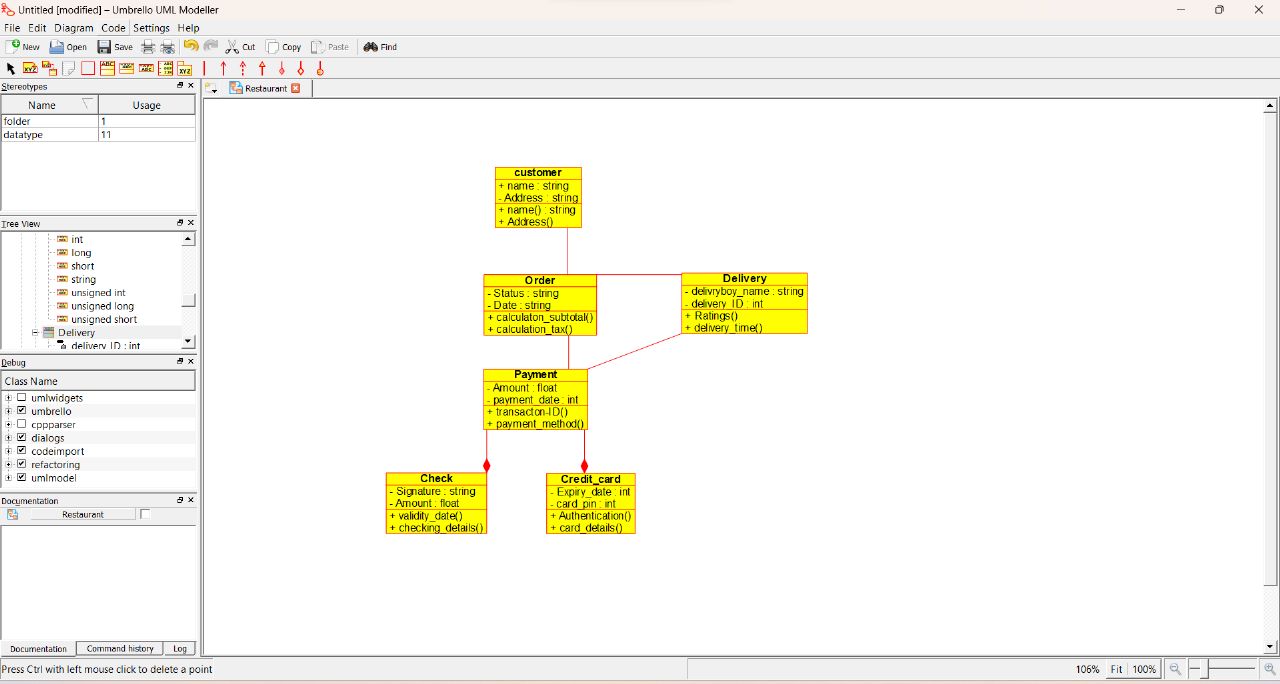 Untitled [modified] – Umbrello UML Modeller
File Edit Diagram Code Settings Help
New Open Save Cut Copy Paste Find
Stereotypes
Name Usage
folder 1
datatype 11
Tree View
int
long
short
string
unsigned int
unsigned long
unsigned short
Delivery
delivery_ID : int
Debug
Class Name
umlwidgets
umbrello
cppparser
dialogs
codeimport
refactoring
umlmodel
Documentation
Restaurant
Documentation Command history Log
Restaurant
customer
+ name : string
- Address : string
+ name() : string
+ Address()
Order
- Status : string
- Date : string
+ calculaton_subtotal()
+ calculation_tax()
Delivery
- delivryboy_name : string
- delivery_ID : int
+ Ratings()
+ delivery_time()
Payment
- Amount : float
- payment_date : int
+ transacton-ID()
+ payment_method()
Check
- Signature : string
- Amount : float
+ validity_date()
+ checking_details()
Credit_card
- Expiry_date : int
- card_pin : int
+ Authentication()
+ card_details()
Press Ctrl with left mouse click to delete a point
106% Fit 100%